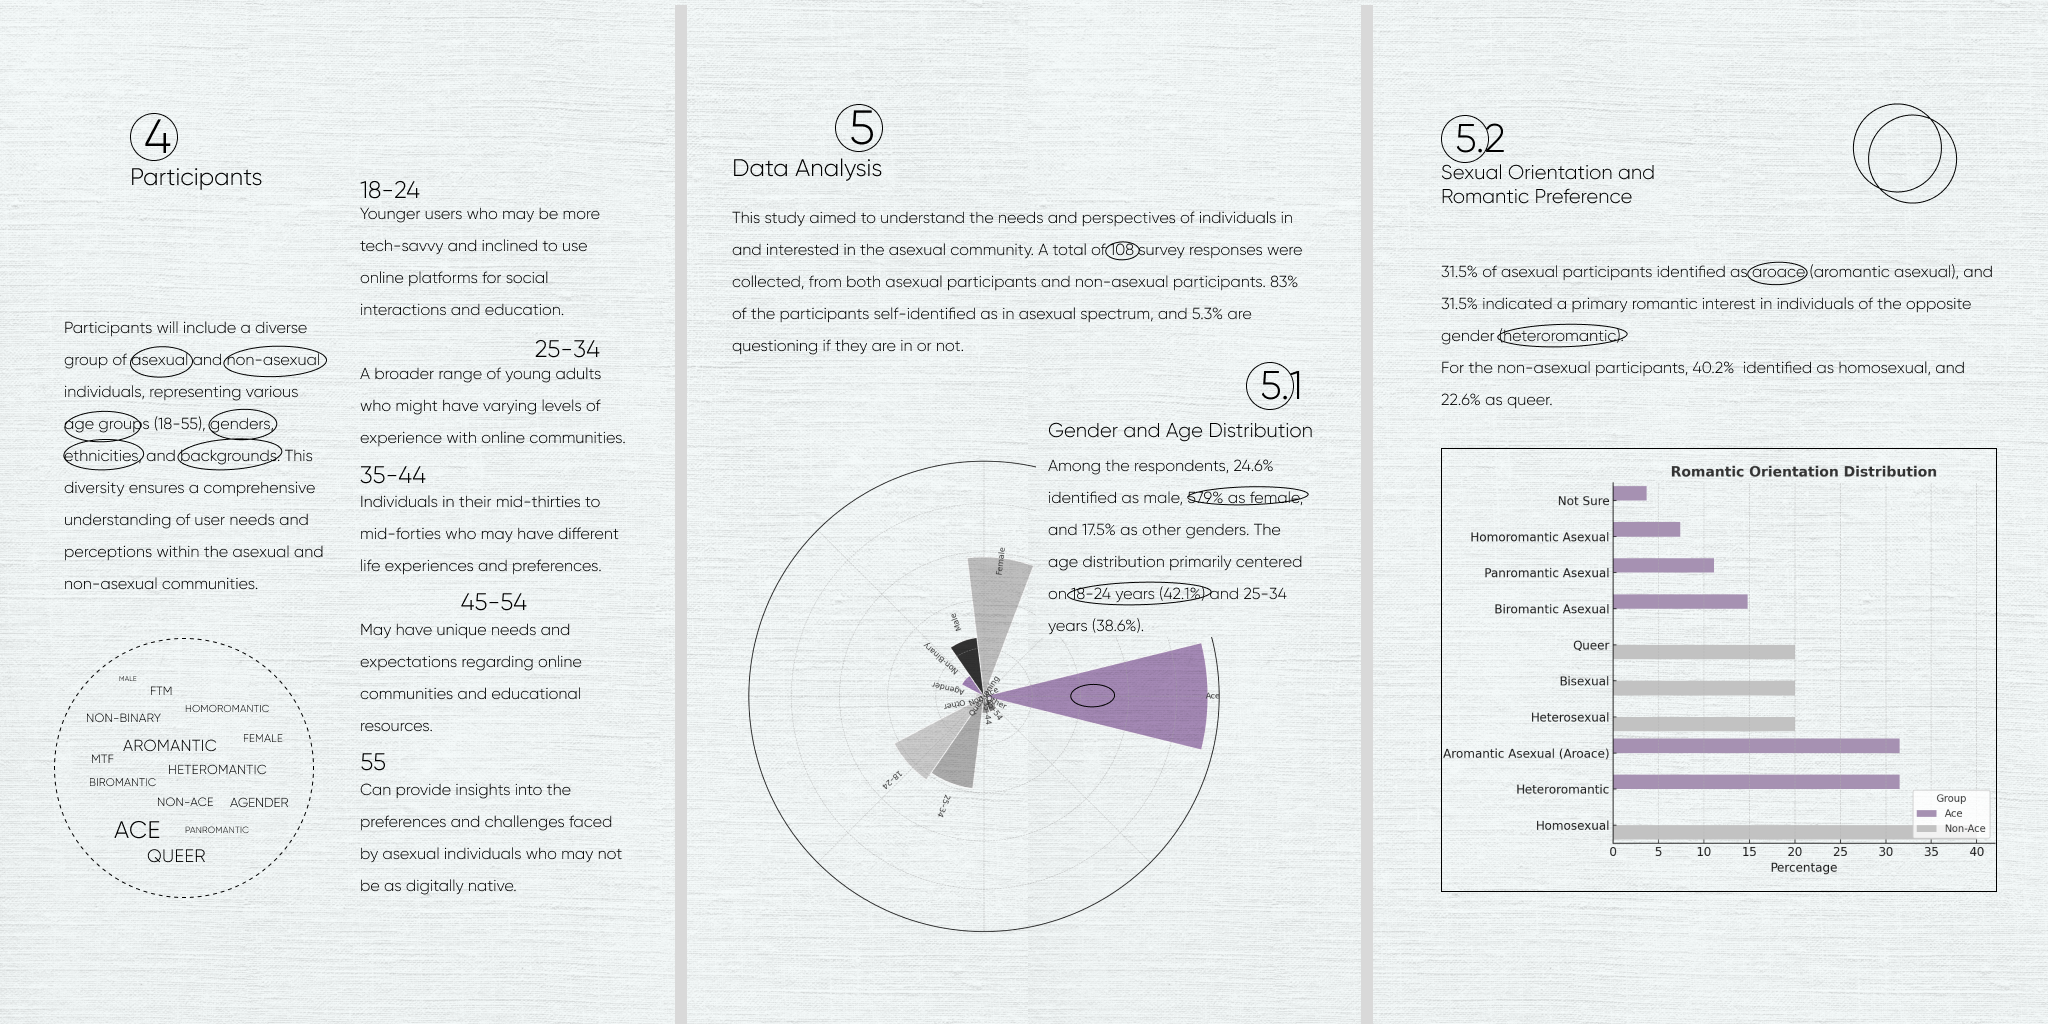 4
Participants
Participants will include a diverse
group of asexual and non-asexual
individuals, representing various
age groups (18-55), genders,
ethnicities, and backgrounds. This
diversity ensures a comprehensive
understanding of user needs and
perceptions within the asexual and
non-asexual communities.
MALE
FTM
HOMOROMANTIC
NON-BINARY
FEMALE
AROMANTIC
MTF
HETEROMANTIC
BIROMANTIC
NON-ACE
AGENDER
ACE
PANROMANTIC
QUEER
18-24
Younger users who may be more
tech-savvy and inclined to use
online platforms for social
interactions and education.
25-34
A broader range of young adults
who might have varying levels of
experience with online communities.
35-44
Individuals in their mid-thirties to
mid-forties who may have different
life experiences and preferences.
45-54
May have unique needs and
expectations regarding online
communities and educational
resources.
55
Can provide insights into the
preferences and challenges faced
by asexual individuals who may not
be as digitally native.
5
Data Analysis
This study aimed to understand the needs and perspectives of individuals in
and interested in the asexual community. A total of 108 survey responses were
collected, from both asexual participants and non-asexual participants. 83%
of the participants self-identified as in asexual spectrum, and 5.3% are
questioning if they are in or not.
5.1
Gender and Age Distribution
Among the respondents, 24.6%
identified as male, 57.9% as female,
and 17.5% as other genders. The
age distribution primarily centered
on 18-24 years (42.1%) and 25-34
years (38.6%).
Female
Male
Non-Binary
Agender
Other
18-24
25-34
Ace
5.2
Sexual Orientation and
Romantic Preference
31.5% of asexual participants identified as aroace (aromantic asexual), and
31.5% indicated a primary romantic interest in individuals of the opposite
gender (heteroromantic).
For the non-asexual participants, 40.2% identified as homosexual, and
22.6% as queer.
Romantic Orientation Distribution
Not Sure
Homoromantic Asexual
Panromantic Asexual
Biromantic Asexual
Queer
Bisexual
Heterosexual
Aromantic Asexual (Aroace)
Heteroromantic
Homosexual
Group
Ace
Non-Ace
0 5 10 15 20 25 30 35 40
Percentage